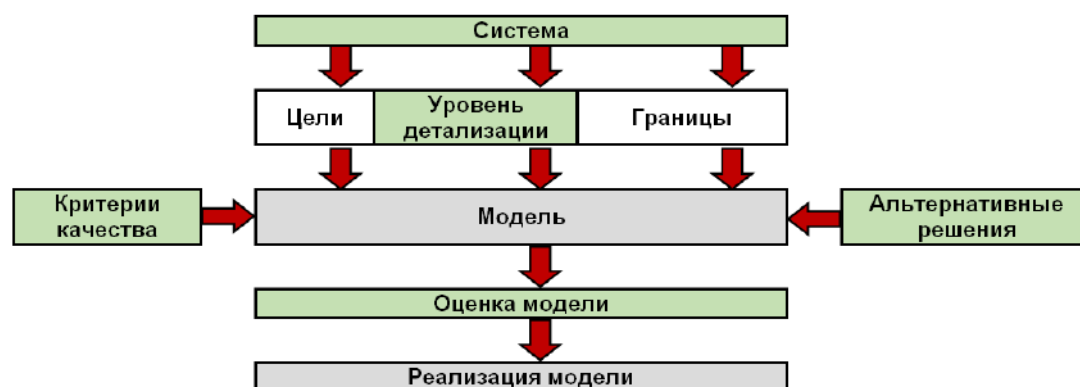 Система
Цели
Уровень
детализации
Границы
Критерии
качества
Модель
Альтернативные
решения
Оценка модели
Реализация модели